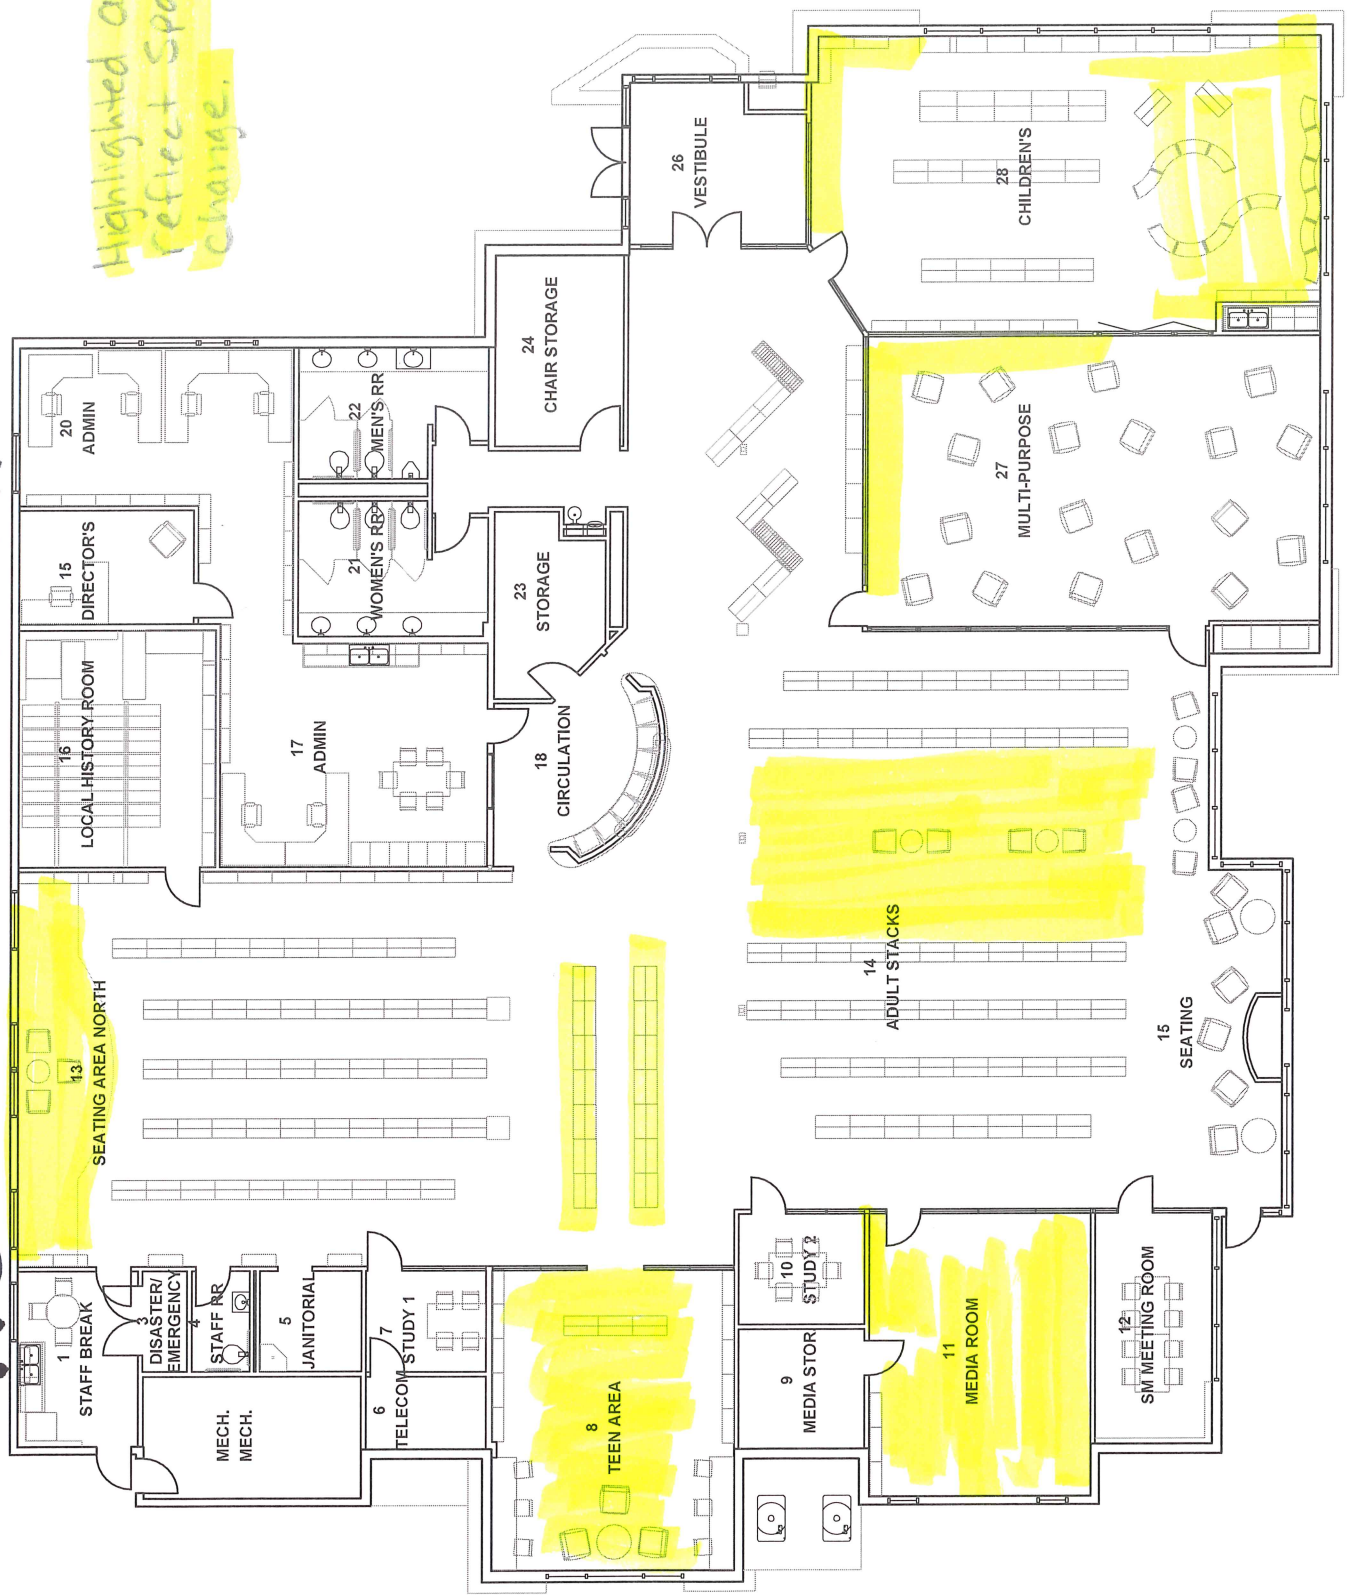 Highlighted
reflect
change.
1
STAFF BREAK
3
DISASTER/
EMERGENCY
4
STAFF RR
5
JANITORIAL
MECH.
MECH.
6
TELECOM
7
STUDY 1
8
TEEN AREA
9
MEDIA STOR
10
STUDY 2
11
MEDIA ROOM
12
SM MEETING ROOM
13
SEATING AREA NORTH
14
ADULT STACKS
15
SEATING
16
LOCAL HISTORY ROOM
15
DIRECTOR'S
17
ADMIN
18
CIRCULATION
20
ADMIN
21
WOMEN'S RR
22
MEN'S RR
23
STORAGE
24
CHAIR STORAGE
26
VESTIBULE
27
MULTI-PURPOSE
28
CHILDREN'S